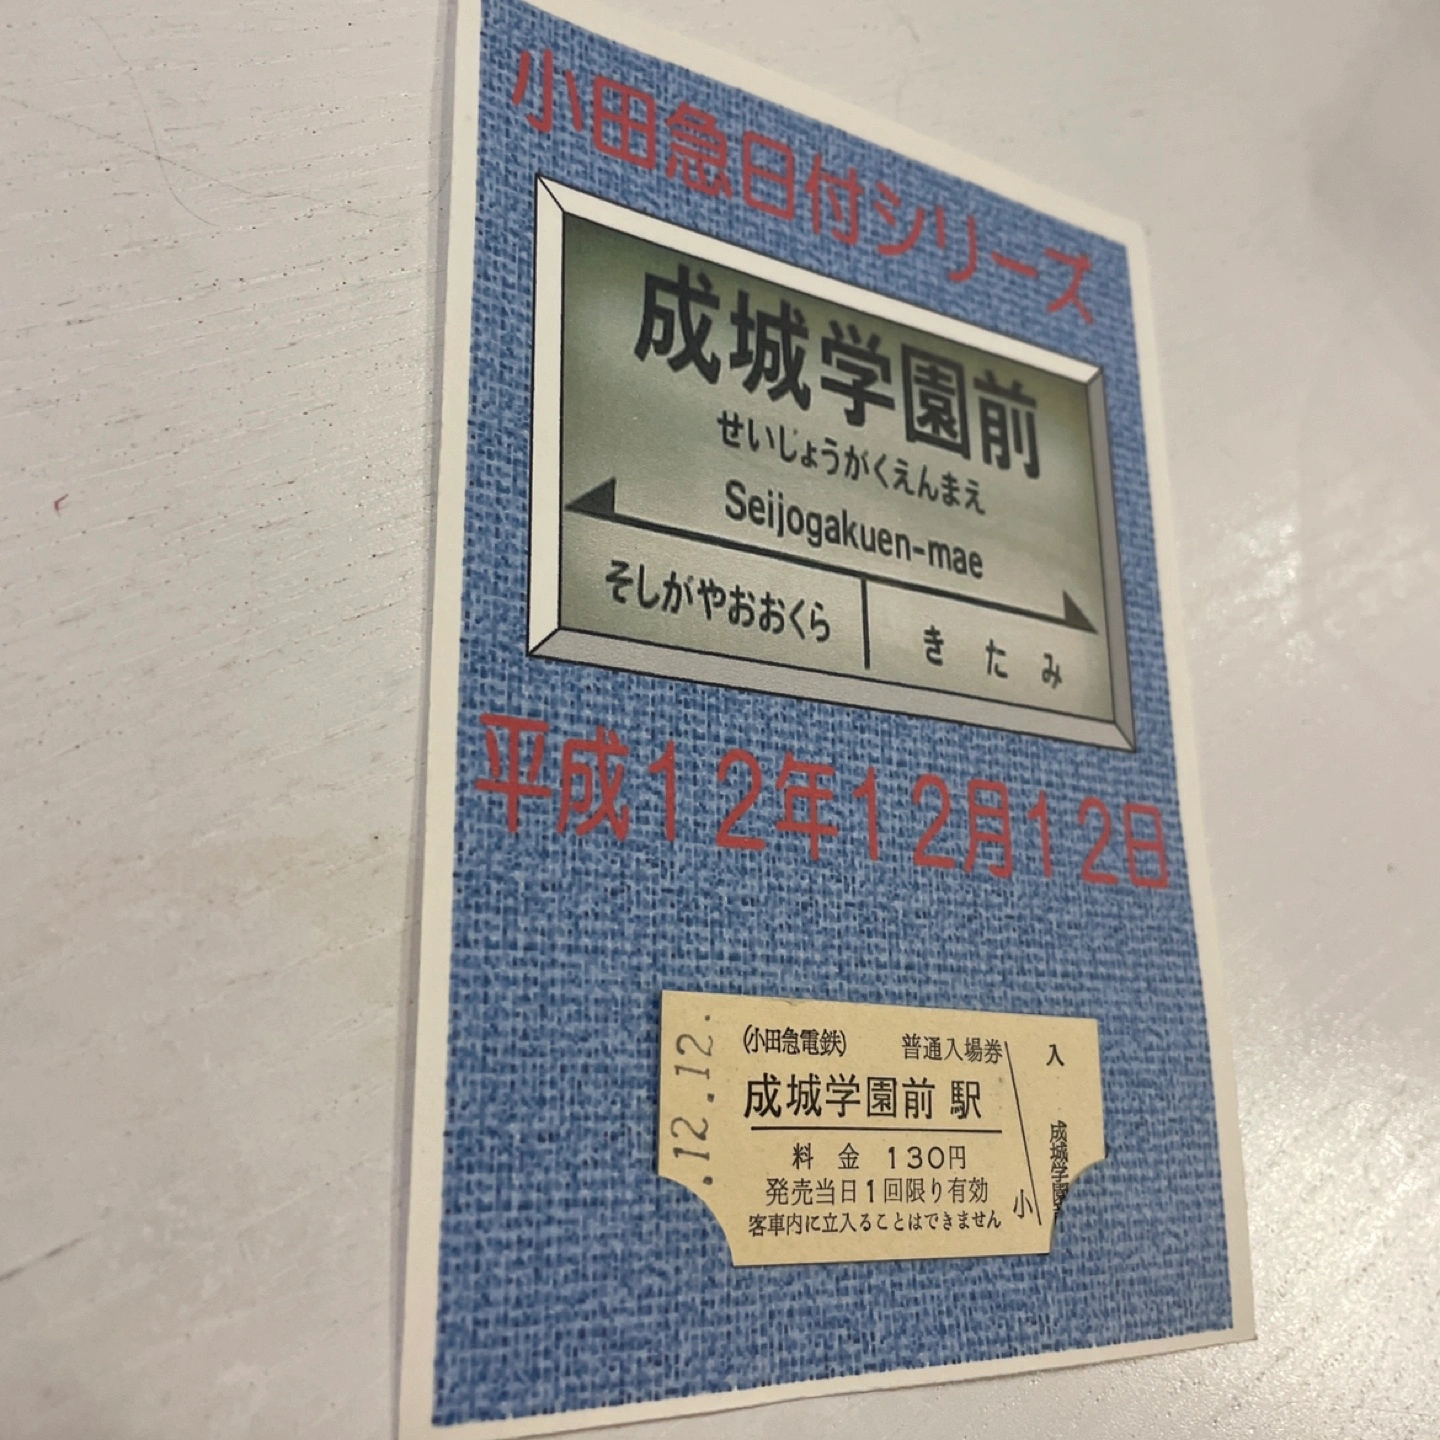 小田急日付シリーズ
成城学園前
せいじょうがくえんまえ
Seijogakuen-mae
そしがやおおくら
きたみ
平成12年12月12日
.12.12.12.
(小田急電鉄) 普通入場券
成城学園前 駅
料 金 130円
発売当日1回限り有効
客車内に立入ることはできません
小
入
成城学園